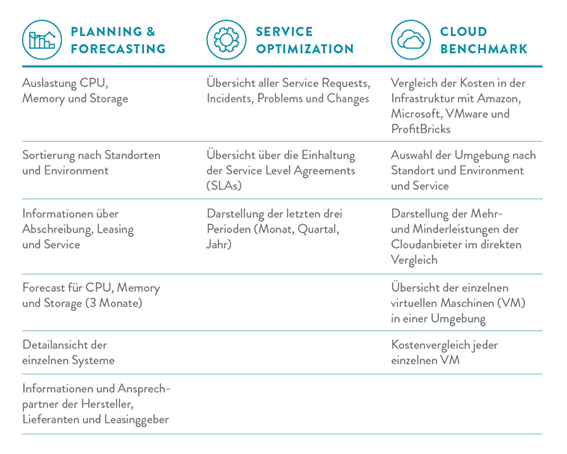 PLANNING &
FORECASTING
SERVICE
OPTIMIZATION
CLOUD
BENCHMARK
Auslastung CPU,
Memory und Storage
Übersicht aller Service Requests,
Incidents, Problems und Changes
Vergleich der Kosten in der
Infrastruktur mit Amazon,
Microsoft, VMware und
ProfitBricks
Sortierung nach Standorten
und Environment
Übersicht über die Einhaltung
der Service Level Agreements
(SLAs)
Auswahl der Umgebung nach
Standort und Environment
und Service
Informationen über
Abschreibung, Leasing
und Service
Darstellung der letzten drei
Perioden (Monat, Quartal,
Jahr)
Darstellung der Mehr-
und Minderleistungen der
Cloudanbieter im direkten
Vergleich
Forecast für CPU, Memory
und Storage (3 Monate)
Übersicht der einzelnen
virtuellen Maschinen (VM)
in einer Umgebung
Detailansicht der
einzelnen Systeme
Kostenvergleich jeder
einzelnen VM
Informationen und Ansprech-
partner der Hersteller,
Lieferanten und Leasinggeber